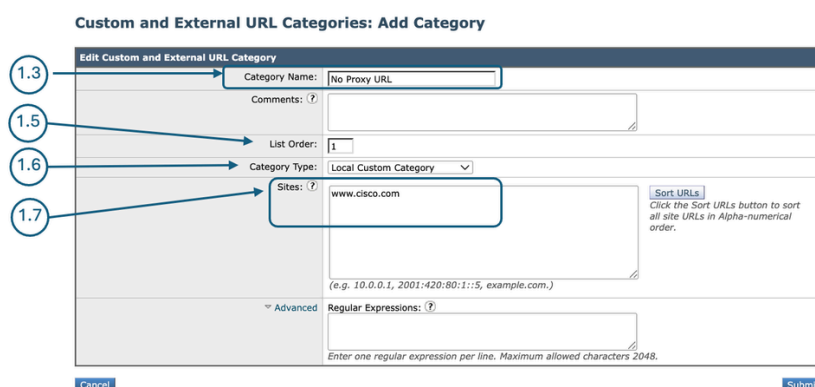 Custom and External URL Categories: Add Category
Edit Custom and External URL Category
1.3
Category Name: No Proxy URL
Comments: ?
1.5
List Order: 1
1.6
Category Type: Local Custom Category
1.7
Sites: ? www.cisco.com
Sort URLs
Click the Sort URLs button to sort
all site URLs in Alpha-numerical
order.
(e.g. 10.0.0.1, 2001:420:80:1::5, example.com.)
Advanced Regular Expressions: ?
Enter one regular expression per line. Maximum allowed characters 2048.
Cancel
Submi